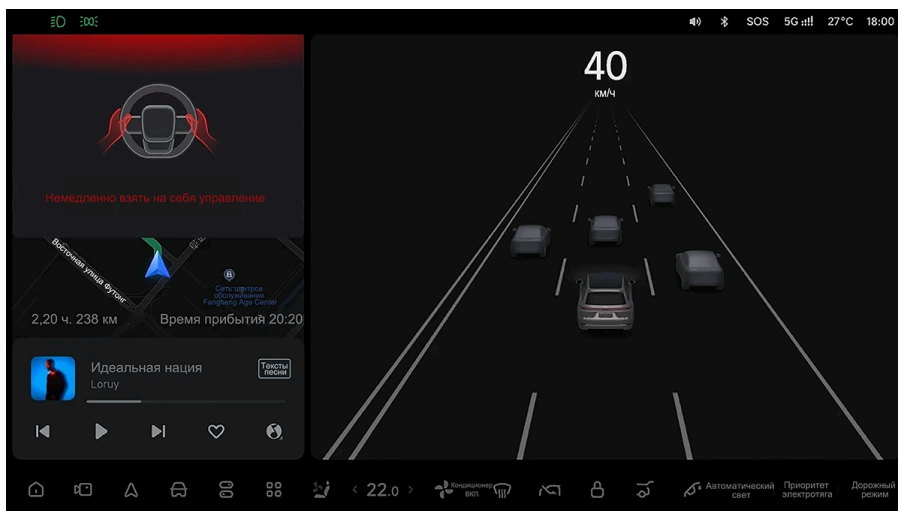 SOS 5G 27°C 18:00
40
км/ч
Немедленно взять на себя управление
Восточная улица Футонг
Сеть центров
обслуживания
Fangheng Age Center
2,20 ч. 238 км Время прибытия 20:20
Идеальная нация
Loruy
Тексты
песни
< 22.0 >
Кондиционер
вкл.
Автоматический
свет
Приоритет
электротяга
Дорожный
режим